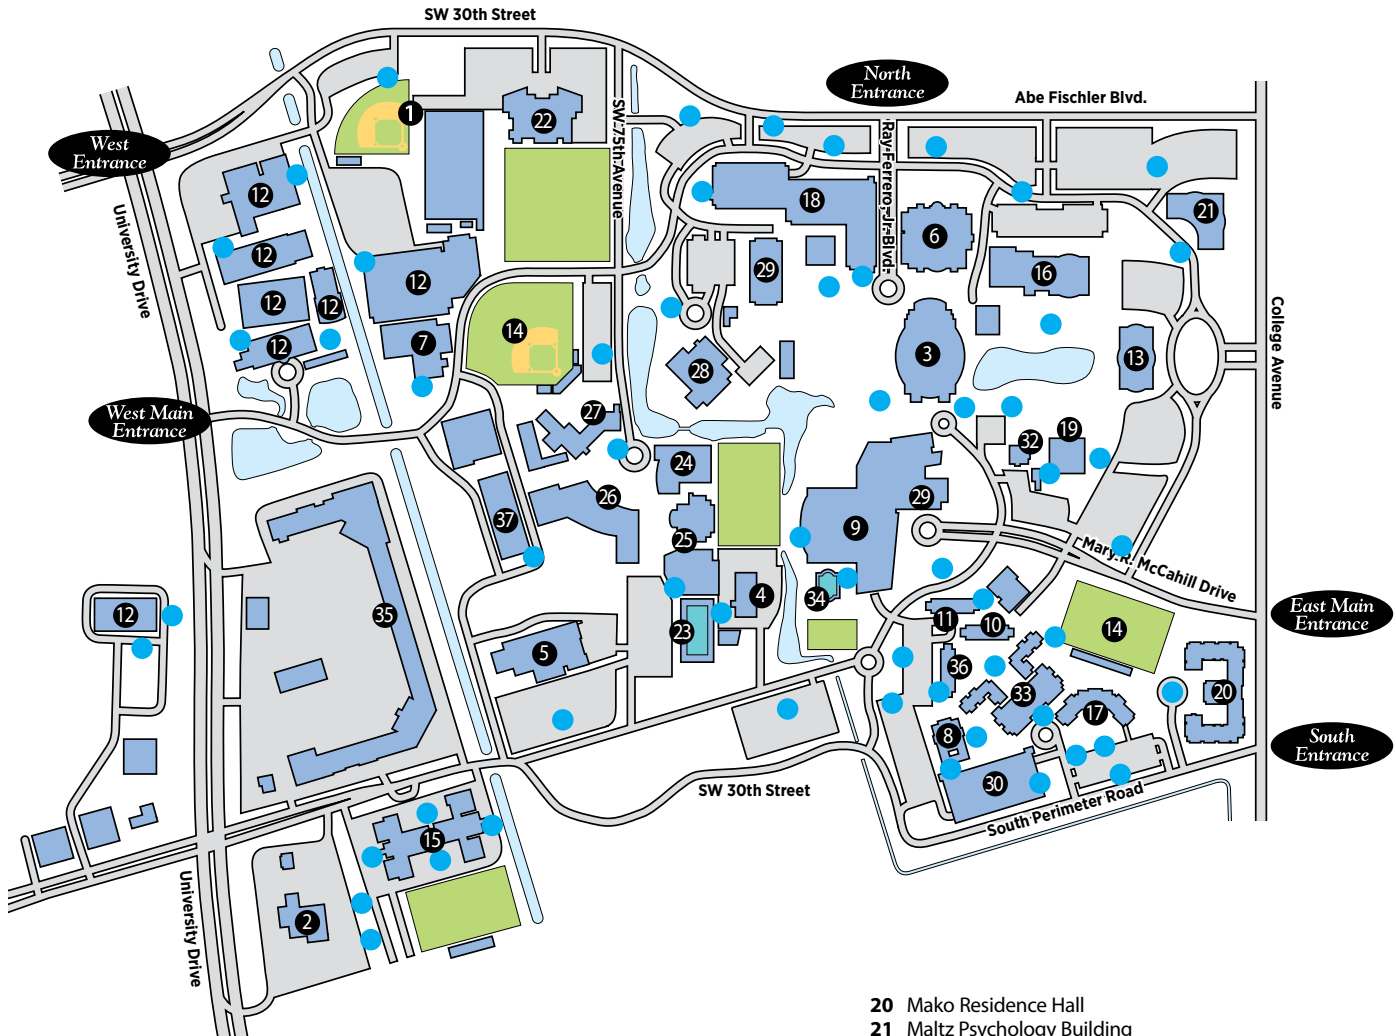 SW 30th Street
North
Entrance
Abe Fischler Blvd.
1
22
SW 75th Avenue
Ray Ferrero, Jr. Blvd.
West
Entrance
12
18
21
University Drive
6
12
29
16
12
12
12
14
College Avenue
7
12
3
13
28
West Main
Entrance
27
19
32
24
26
29
37
9
25
Mary R. McCahill Drive
4
34
12
35
East Main
Entrance
11
10
14
23
5
36
33
20
17
8
South
Entrance
30
SW 30th Street
South Perimeter Road
15
University Drive
2
20 Mako Residence Hall
21 Maltz Psychology Building